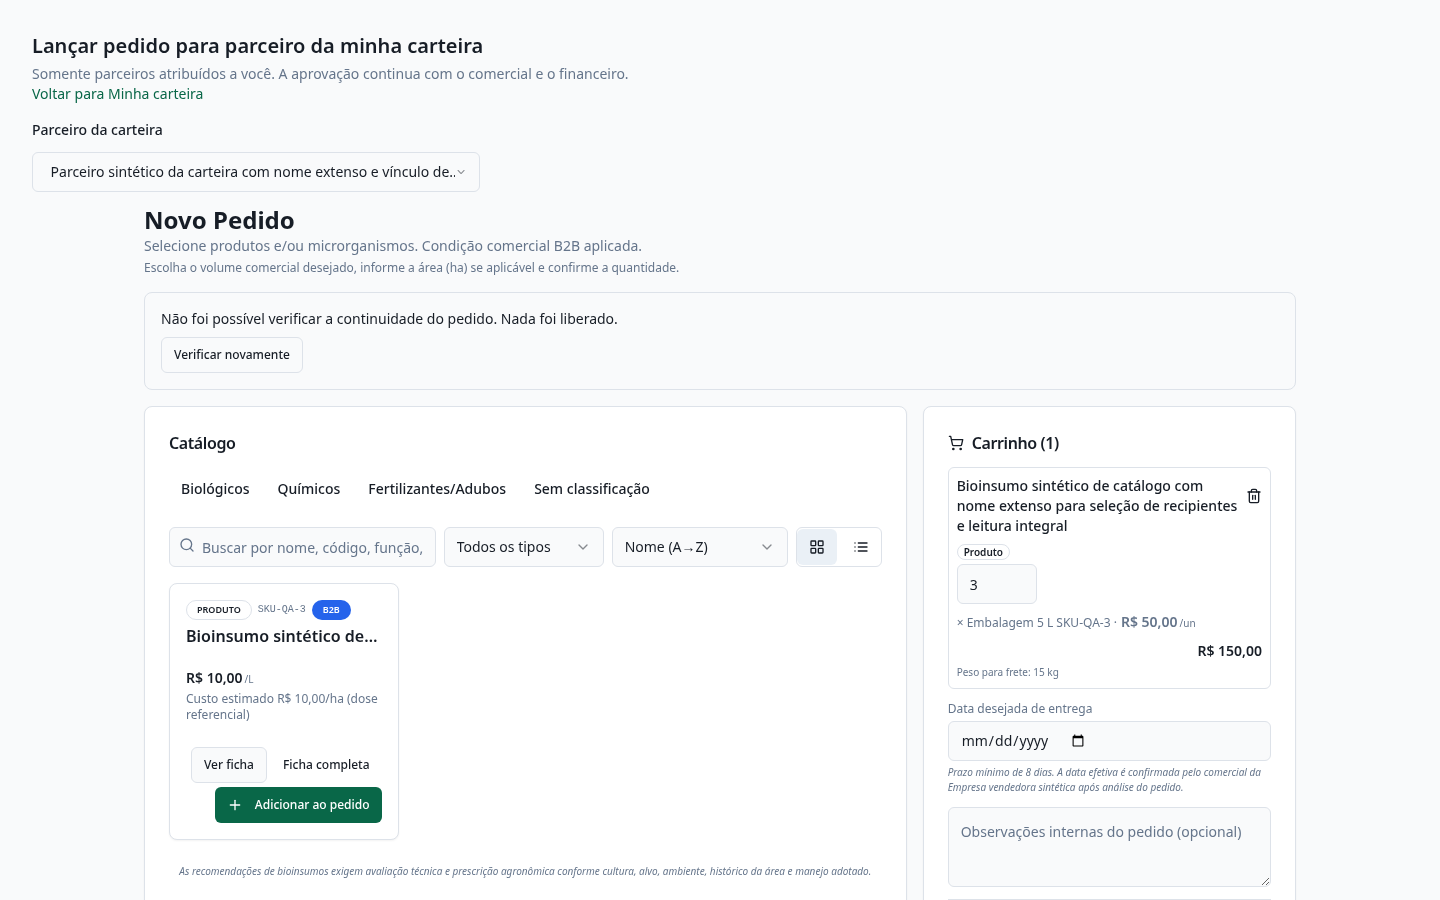 Lançar pedido para parceiro da minha carteira
Somente parceiros atribuídos a você. A aprovação continua com o comercial e o financeiro.
Voltar para Minha carteira
Parceiro da carteira
Parceiro sintético da carteira com nome extenso e vínculo de..
Novo Pedido
Selecione produtos e/ou microrganismos. Condição comercial B2B aplicada.
Escolha o volume comercial desejado, informe a área (ha) se aplicável e confirme a quantidade.
Não foi possível verificar a continuidade do pedido. Nada foi liberado.
Verificar novamente
Catálogo
Biológicos Químicos Fertilizantes/Adubos Sem classificação
Buscar por nome, código, função, Todos os tipos Nome (A→Z)
PRODUTO SKU-QA-3 B2B
Bioinsumo sintético de...
R$ 10,00 /L
Custo estimado R$ 10,00/ha (dose
referencial)
Ver ficha Ficha completa
Adicionar ao pedido
As recomendações de bioinsumos exigem avaliação técnica e prescrição agronômica conforme cultura, alvo, ambiente, histórico da área e manejo adotado.
Carrinho (1)
Bioinsumo sintético de catálogo com
nome extenso para seleção de recipientes
e leitura integral
Produto
3
× Embalagem 5 L SKU-QA-3 · R$ 50,00 /un
R$ 150,00
Peso para frete: 15 kg
Data desejada de entrega
mm/dd/yyyy
Prazo mínimo de 8 dias. A data efetiva é confirmada pelo comercial da
Empresa vendedora sintética após análise do pedido.
Observações internas do pedido (opcional)